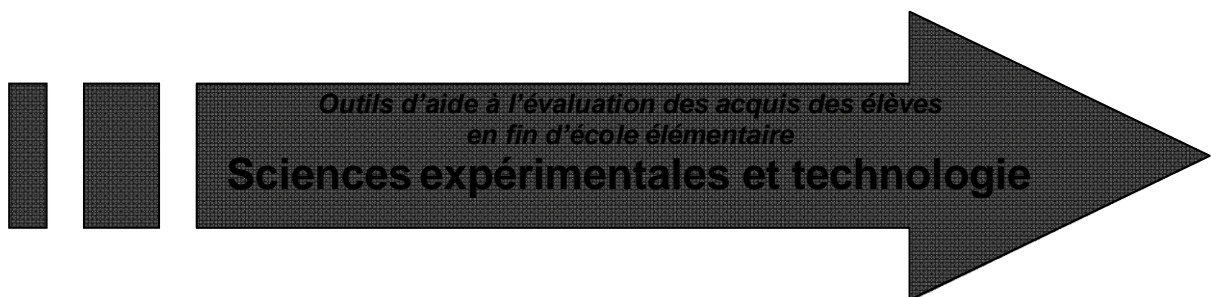 Outils d’aide à l’évaluation des acquis des élèves
en fin d’école élémentaire
Sciences expérimentales et technologie